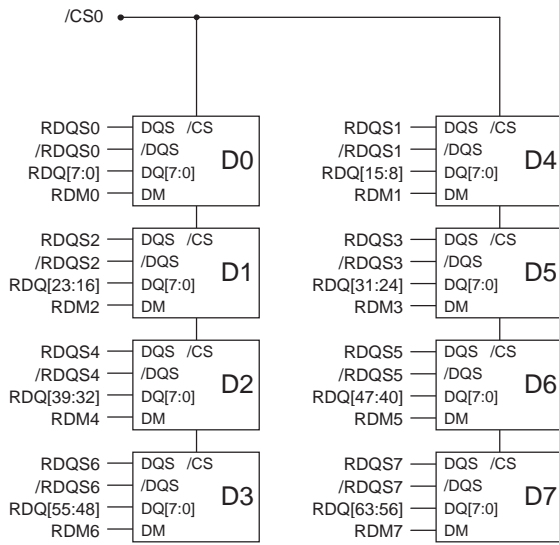 /CS0
RDQS0 DQS /CS RDQS1 DQS /CS
/RDQS0 /DQS D0 /RDQS1 /DQS D4
RDQ[7:0] DQ[7:0] RDQ[15:8] DQ[7:0]
RDM0 DM RDM1 DM
RDQS2 DQS /CS RDQS3 DQS /CS
/RDQS2 /DQS D1 /RDQS3 /DQS D5
RDQ[23:16] DQ[7:0] RDQ[31:24] DQ[7:0]
RDM2 DM RDM3 DM
RDQS4 DQS /CS RDQS5 DQS /CS
/RDQS4 /DQS D2 /RDQS5 /DQS D6
RDQ[39:32] DQ[7:0] RDQ[47:40] DQ[7:0]
RDM4 DM RDM5 DM
RDQS6 DQS /CS RDQS7 DQS /CS
/RDQS6 /DQS D3 /RDQS7 /DQS D7
RDQ[55:48] DQ[7:0] RDQ[63:56] DQ[7:0]
RDM6 DM RDM7 DM